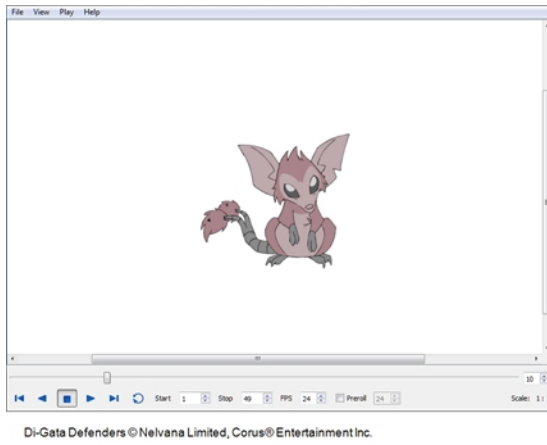 File View Play Help
10
Start 1 Stop 49 FPS 24 Preroll 24 Scale: 1:
Di-Gata Defenders © Nelvana Limited, Corus® Entertainment Inc.